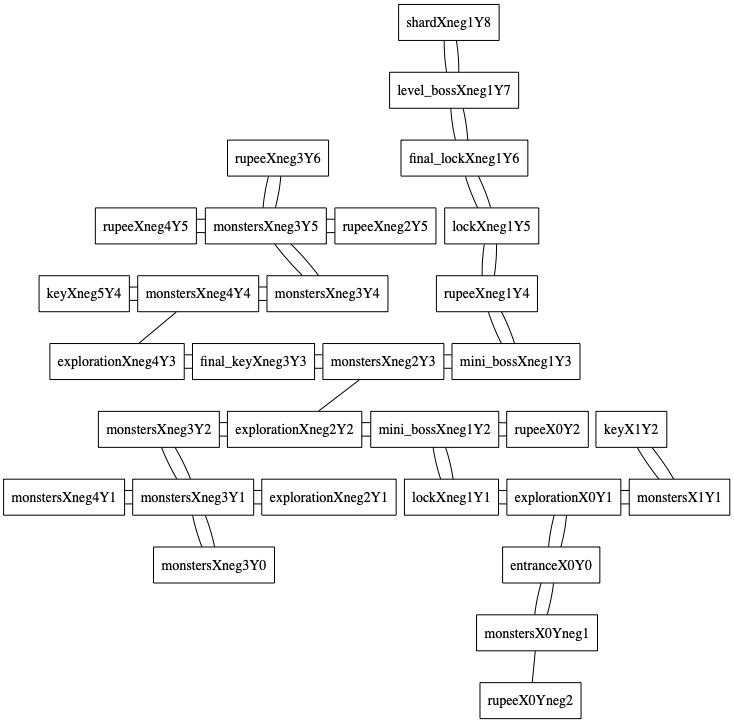 shardXneg1Y8
level_bossXneg1Y7
rupeeXneg3Y6
final_lockXneg1Y6
rupeeXneg4Y5
monstersXneg3Y5
rupeeXneg2Y5
lockXneg1Y5
keyXneg5Y4
monstersXneg4Y4
monstersXneg3Y4
rupeeXneg1Y4
explorationXneg4Y3
final_keyXneg3Y3
monstersXneg2Y3
mini_bossXneg1Y3
monstersXneg3Y2
explorationXneg2Y2
mini_bossXneg1Y2
rupeeX0Y2
keyX1Y2
monstersXneg4Y1
monstersXneg3Y1
explorationXneg2Y1
lockXneg1Y1
explorationX0Y1
monstersX1Y1
monstersXneg3Y0
entranceX0Y0
monstersX0Yneg1
rupeeX0Yneg2